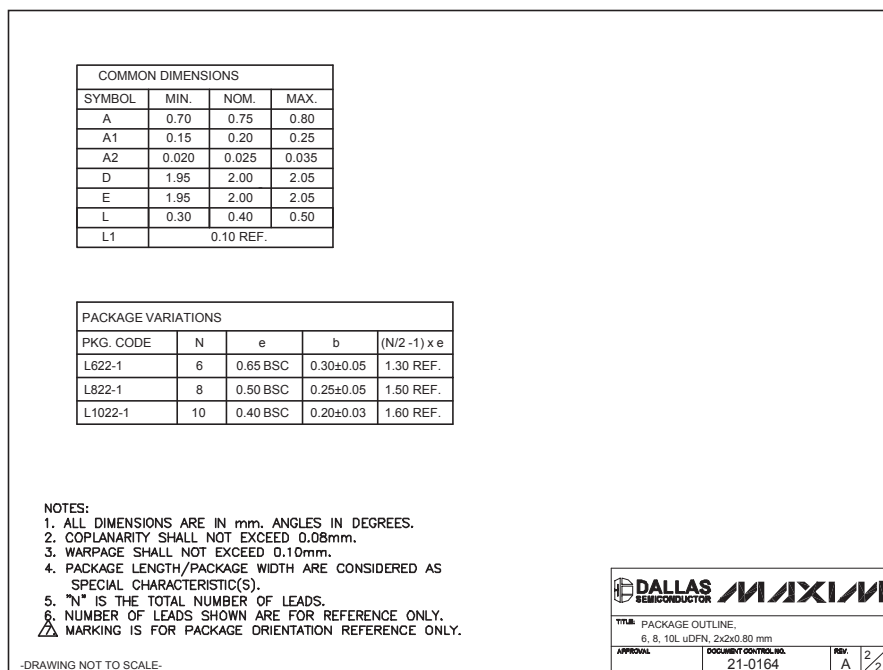 COMMON DIMENSIONS
SYMBOL MIN. NOM. MAX.
A 0.70 0.75 0.80
A1 0.15 0.20 0.25
A2 0.020 0.025 0.035
D 1.95 2.00 2.05
E 1.95 2.00 2.05
L 0.30 0.40 0.50
L1 0.10 REF.
PACKAGE VARIATIONS
PKG. CODE N e b (N/2 -1) x e
L622-1 6 0.65 BSC 0.30±0.05 1.30 REF.
L822-1 8 0.50 BSC 0.25±0.05 1.50 REF.
L1022-1 10 0.40 BSC 0.20±0.03 1.60 REF.
NOTES:
1. ALL DIMENSIONS ARE IN mm. ANGLES IN DEGREES.
2. COPLANARITY SHALL NOT EXCEED 0.08mm.
3. WARPAGE SHALL NOT EXCEED 0.10mm.
4. PACKAGE LENGTH/PACKAGE WIDTH ARE CONSIDERED AS
SPECIAL CHARACTERISTIC(S).
5. "N" IS THE TOTAL NUMBER OF LEADS.
6. NUMBER OF LEADS SHOWN ARE FOR REFERENCE ONLY.
7. MARKING IS FOR PACKAGE ORIENTATION REFERENCE ONLY.
-DRAWING NOT TO SCALE-
DALLAS SEMICONDUCTOR MAXIM
TITLE: PACKAGE OUTLINE,
6, 8, 10L uDFN, 2x2x0.80 mm
APPROVAL DOCUMENT CONTROL NO. REV.
21-0164 A 2/2